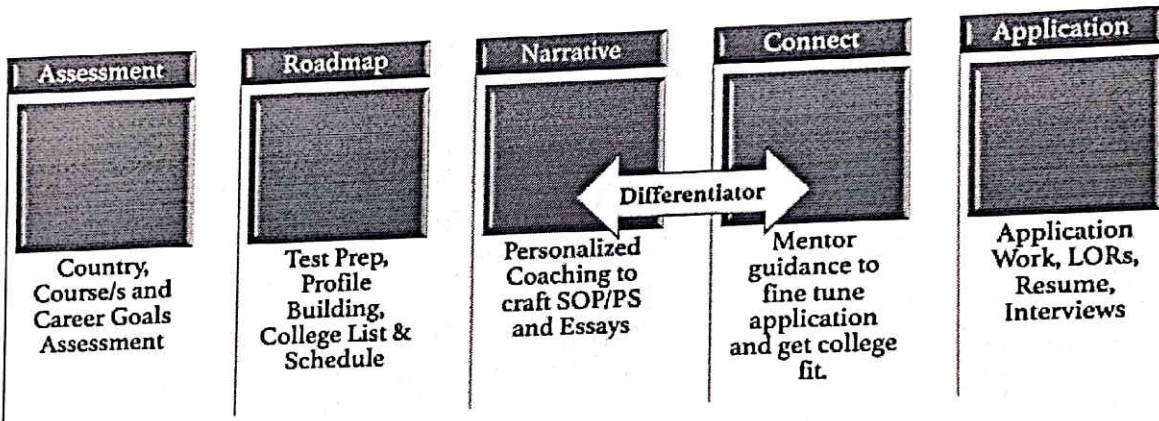 Assessment
Country,
Course/s and
Career Goals
Assessment
Roadmap
Test Prep,
Profile
Building,
College List &
Schedule
Narrative
Personalized
Coaching to
craft SOP/PS
and Essays
Differentiator
Connect
Mentor
guidance to
fine tune
application
and get college
fit.
Application
Application
Work, LORs,
Resume,
Interviews